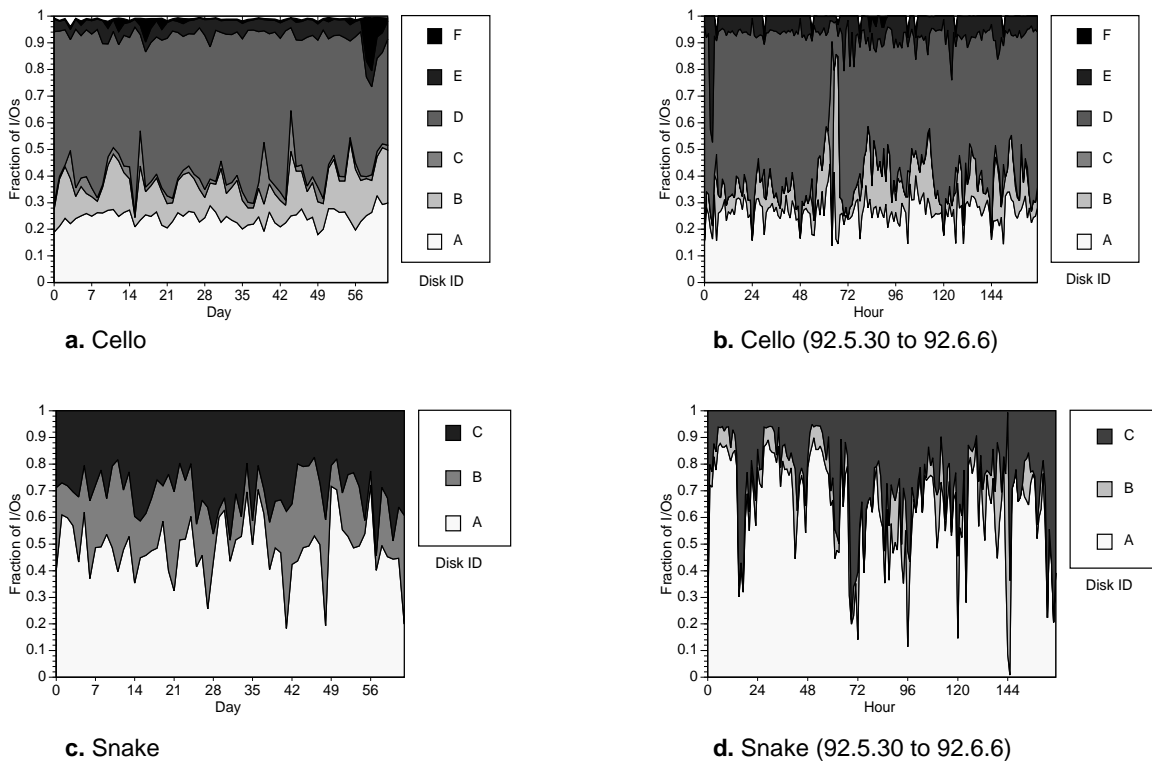 1
0.9
0.8
0.7
0.6
0.5
0.4
0.3
0.2
0.1
0
Fraction of I/Os
0 7 14 21 28 35 42 49 56
Day
F
E
D
C
B
A
Disk ID
a. Cello
1
0.9
0.8
0.7
0.6
0.5
0.4
0.3
0.2
0.1
0
Fraction of I/Os
0 24 48 72 96 120 144
Hour
F
E
D
C
B
A
Disk ID
b. Cello (92.5.30 to 92.6.6)
1
0.9
0.8
0.7
0.6
0.5
0.4
0.3
0.2
0.1
0
Fraction of I/Os
0 7 14 21 28 35 42 49 56
Day
C
B
A
Disk ID
c. Snake
1
0.9
0.8
0.7
0.6
0.5
0.4
0.3
0.2
0.1
0
Fraction of I/Os
0 24 48 72 96 120 144
Hour
C
B
A
Disk ID
d. Snake (92.5.30 to 92.6.6)